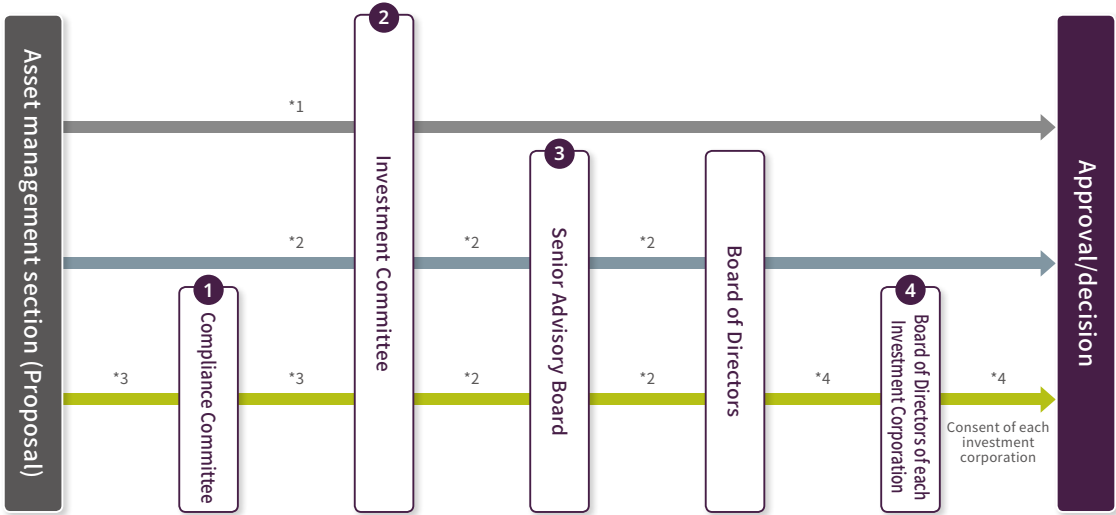 Asset management section (Proposal)
*1
*2
*3
1
Compliance Committee
*3
2
Investment Committee
*2
*2
3
Senior Advisory Board
*2
*2
Board of Directors
*4
4
Board of Directors of each
Investment Corporation
*4
Consent of each
investment
corporation
Approval/decision